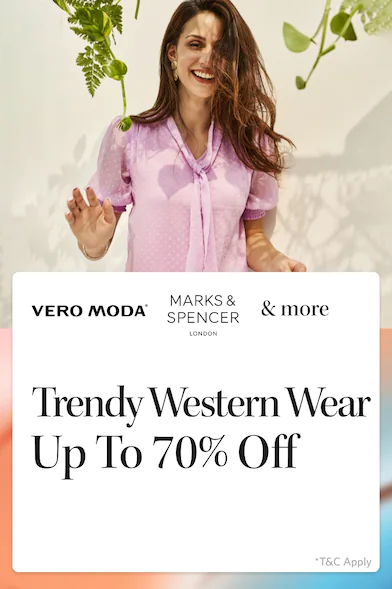 VERO MODA®
MARKS &
SPENCER
LONDON
& more
Trendy Western Wear
Up To 70% Off
*T&C Apply